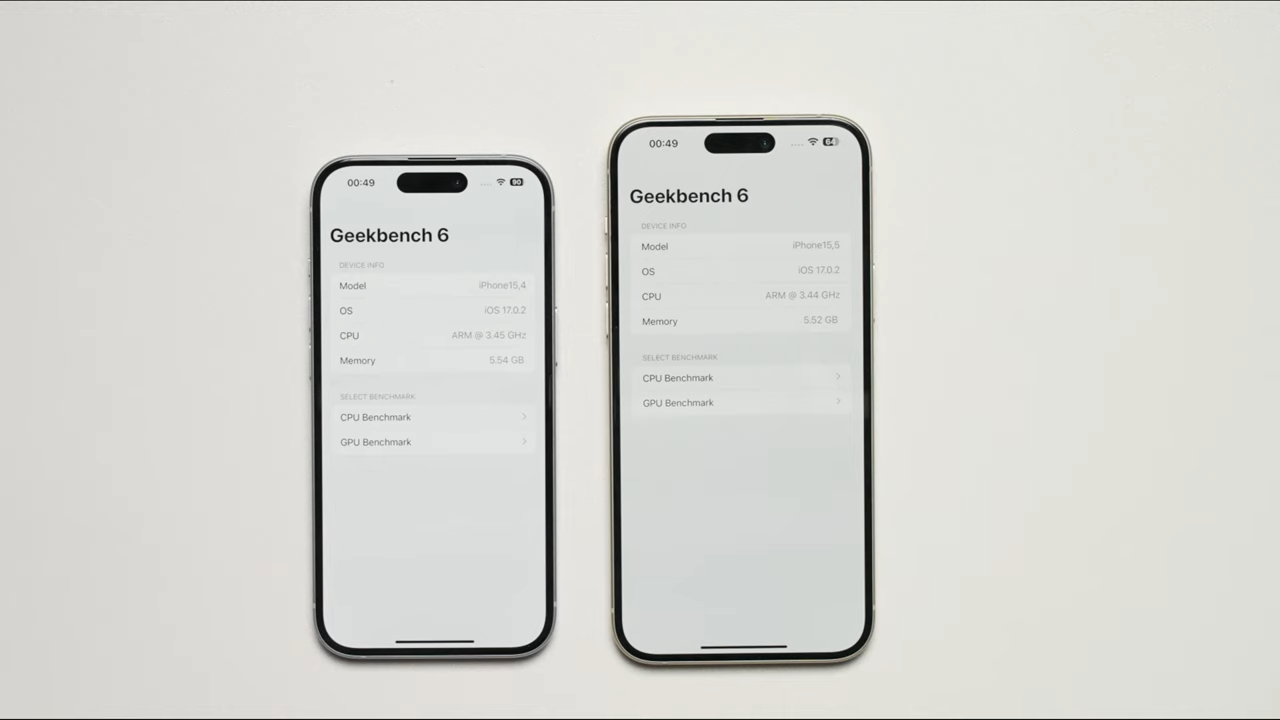 00:49
90
Geekbench 6
DEVICE INFO
Model iPhone15,4
OS iOS 17.0.2
CPU ARM @ 3.45 GHz
Memory 5.54 GB
SELECT BENCHMARK
CPU Benchmark
GPU Benchmark
00:49
64
Geekbench 6
DEVICE INFO
Model iPhone15,5
OS iOS 17.0.2
CPU ARM @ 3.44 GHz
Memory 5.52 GB
SELECT BENCHMARK
CPU Benchmark
GPU Benchmark